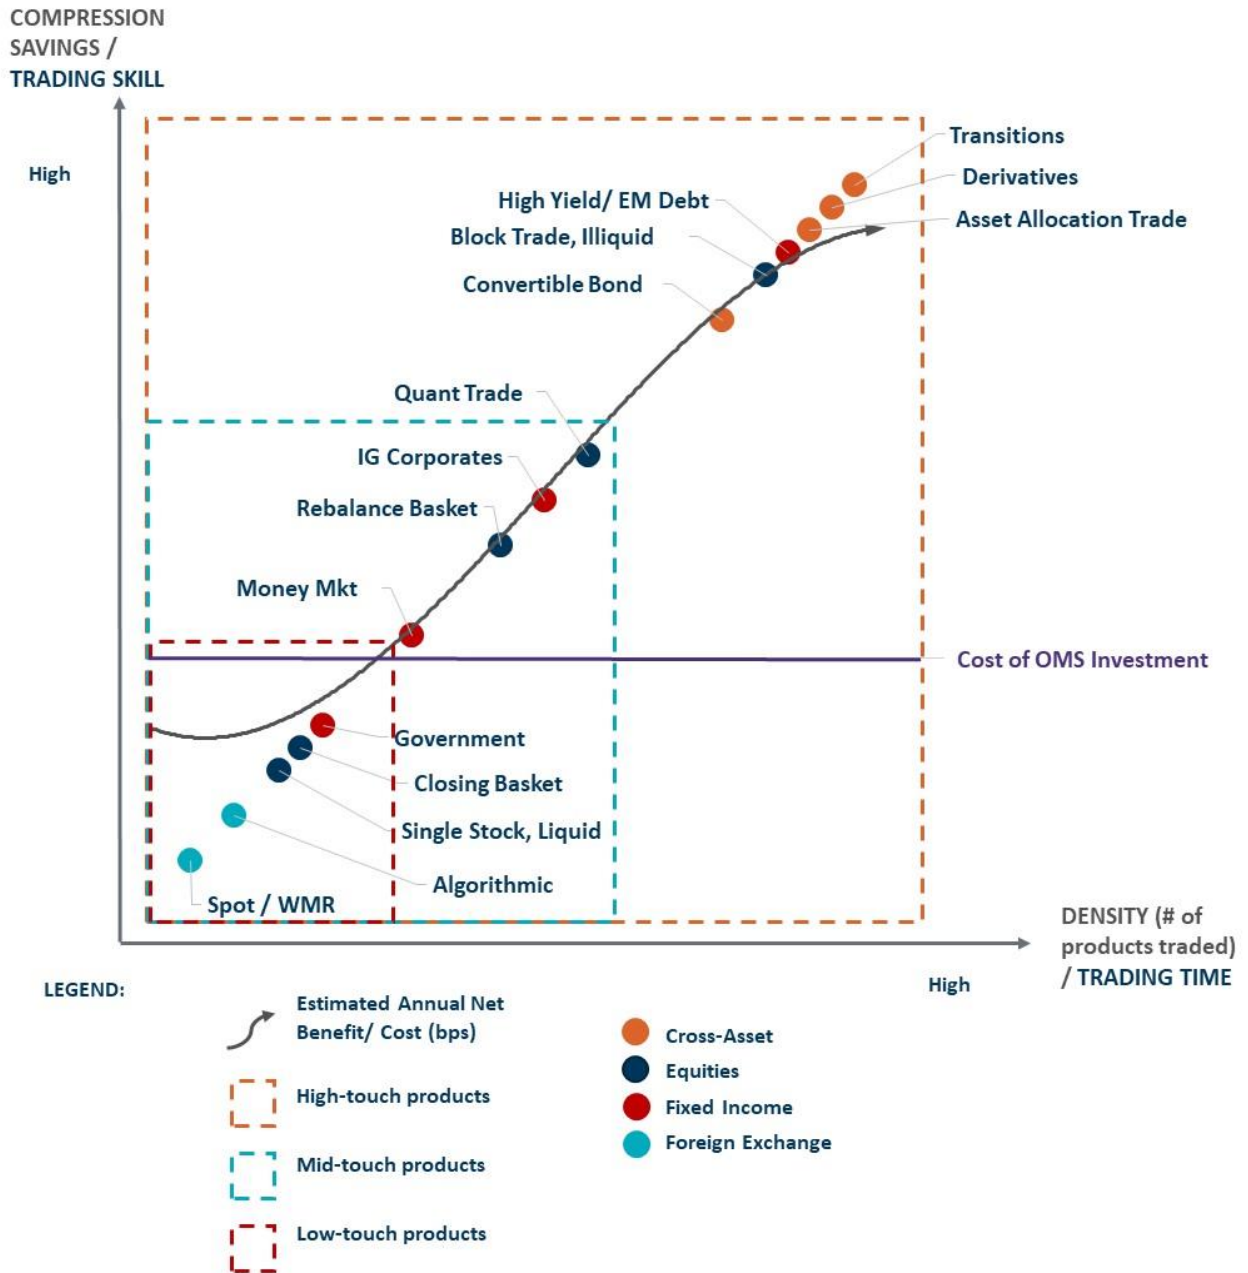 COMPRESSION
SAVINGS /
TRADING SKILL
High
Transitions
Derivatives
High Yield/ EM Debt
Asset Allocation Trade
Block Trade, Illiquid
Convertible Bond
Quant Trade
IG Corporates
Rebalance Basket
Money Mkt
Cost of OMS Investment
Government
Closing Basket
Single Stock, Liquid
Algorithmic
Spot / WMR
DENSITY (# of
products traded)
/ TRADING TIME
High
LEGEND:
Estimated Annual Net
Benefit/ Cost (bps)
High-touch products
Mid-touch products
Low-touch products
Cross-Asset
Equities
Fixed Income
Foreign Exchange